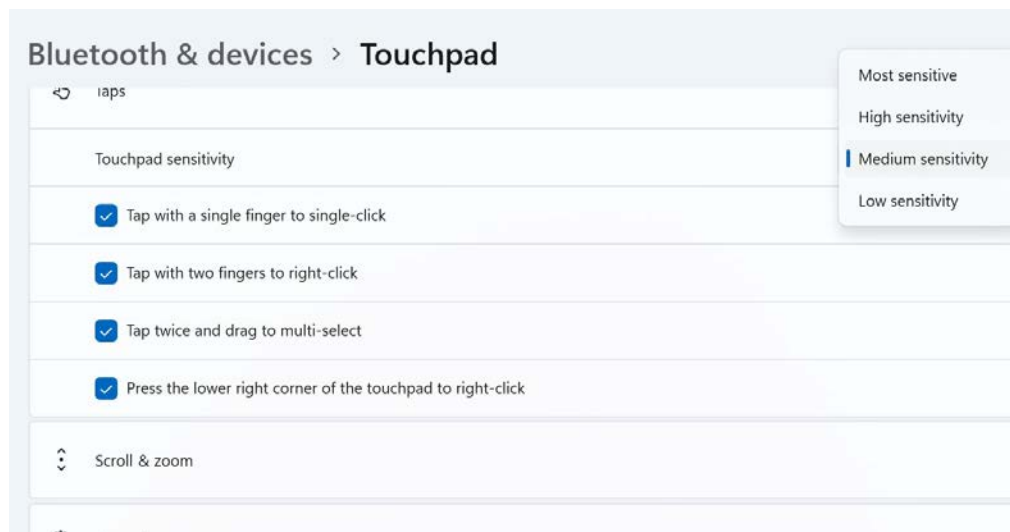 Bluetooth & devices > Touchpad
Taps
Most sensitive
High sensitivity
Medium sensitivity
Low sensitivity
Touchpad sensitivity
Tap with a single finger to single-click
Tap with two fingers to right-click
Tap twice and drag to multi-select
Press the lower right corner of the touchpad to right-click
Scroll & zoom